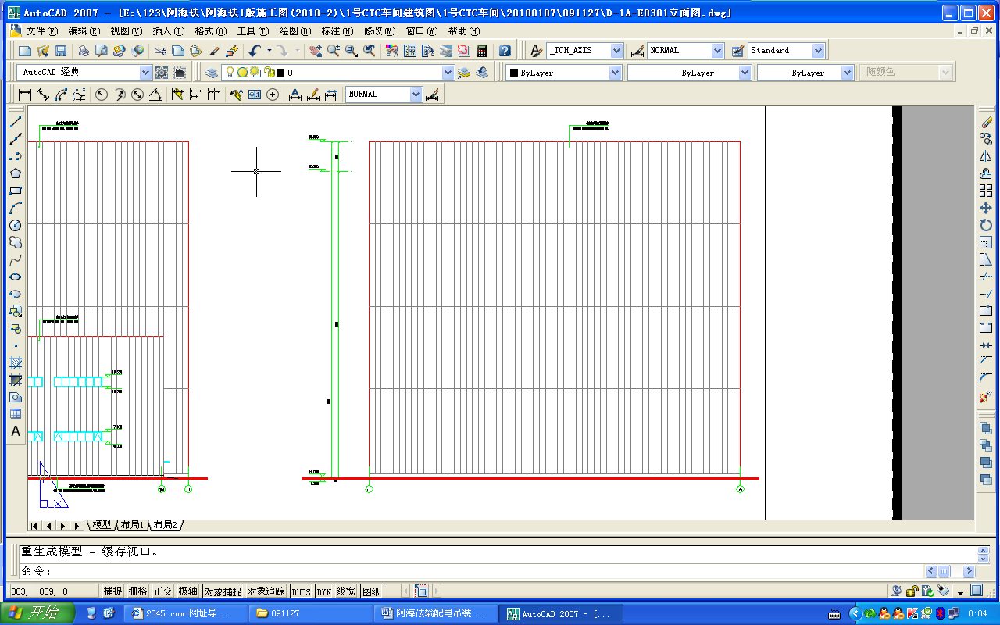 AutoCAD 2007 - [E:\123\阿海珐\阿海珐1版施工图(2010-2)\1号CTC车间建筑图\1号CTC车间\20100107\091127\D-1A-E0301立面图.dwg]
文件(F) 编辑(E) 视图(V) 插入(I) 格式(O) 工具(T) 绘图(D) 标注(N) 修改(M) 窗口(W) 帮助(H)
_TCH_AXIS NORMAL Standard
AutoCAD 经典 0 ByLayer ByLayer ByLayer 随颜色
NORMAL
A
模型 布局1 布局2
重生成模型 - 缓存视口。
命令:
803, 809, 0 捕捉 栅格 正交 极轴 对象捕捉 对象追踪 DUCS DYN 线宽 图纸
开始 2345.com-网址导... 091127 阿海法输配电吊装... AutoCAD 2007 - [... 8:04